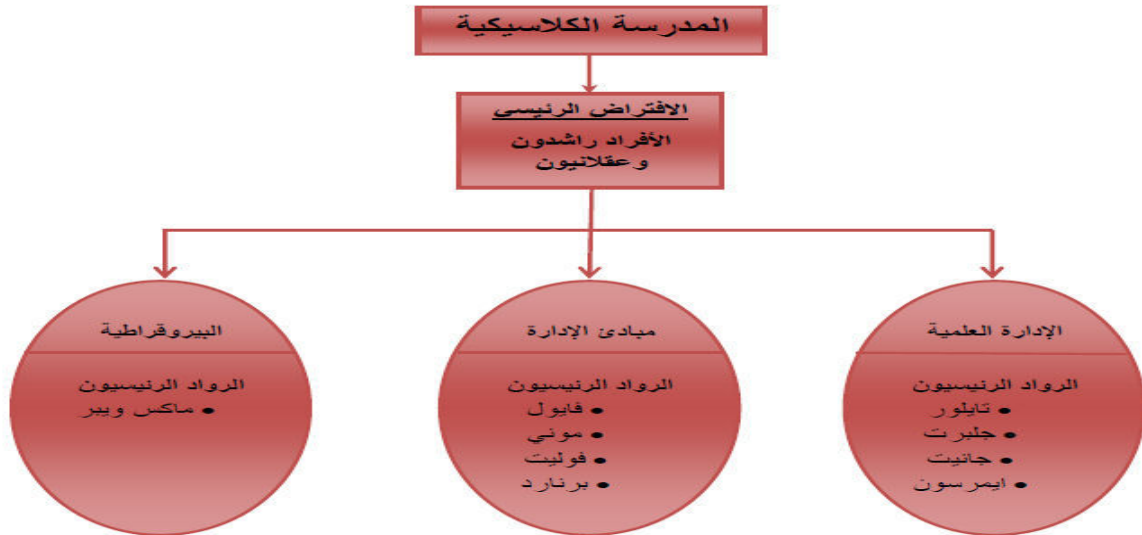 المدرسة الكلاسيكية
الافتراض الرئيسي
الأفراد راشدون
وعقلانيون
الإدارة العلمية
الرواد الرئيسيون
• تايلور
• جلبرت
• جانيت
• ايمرسون
مبادئ الإدارة
الرواد الرئيسيون
• فايول
• موني
• فوليت
• برنارد
البيروقراطية
الرواد الرئيسيون
• ماكس ويبر